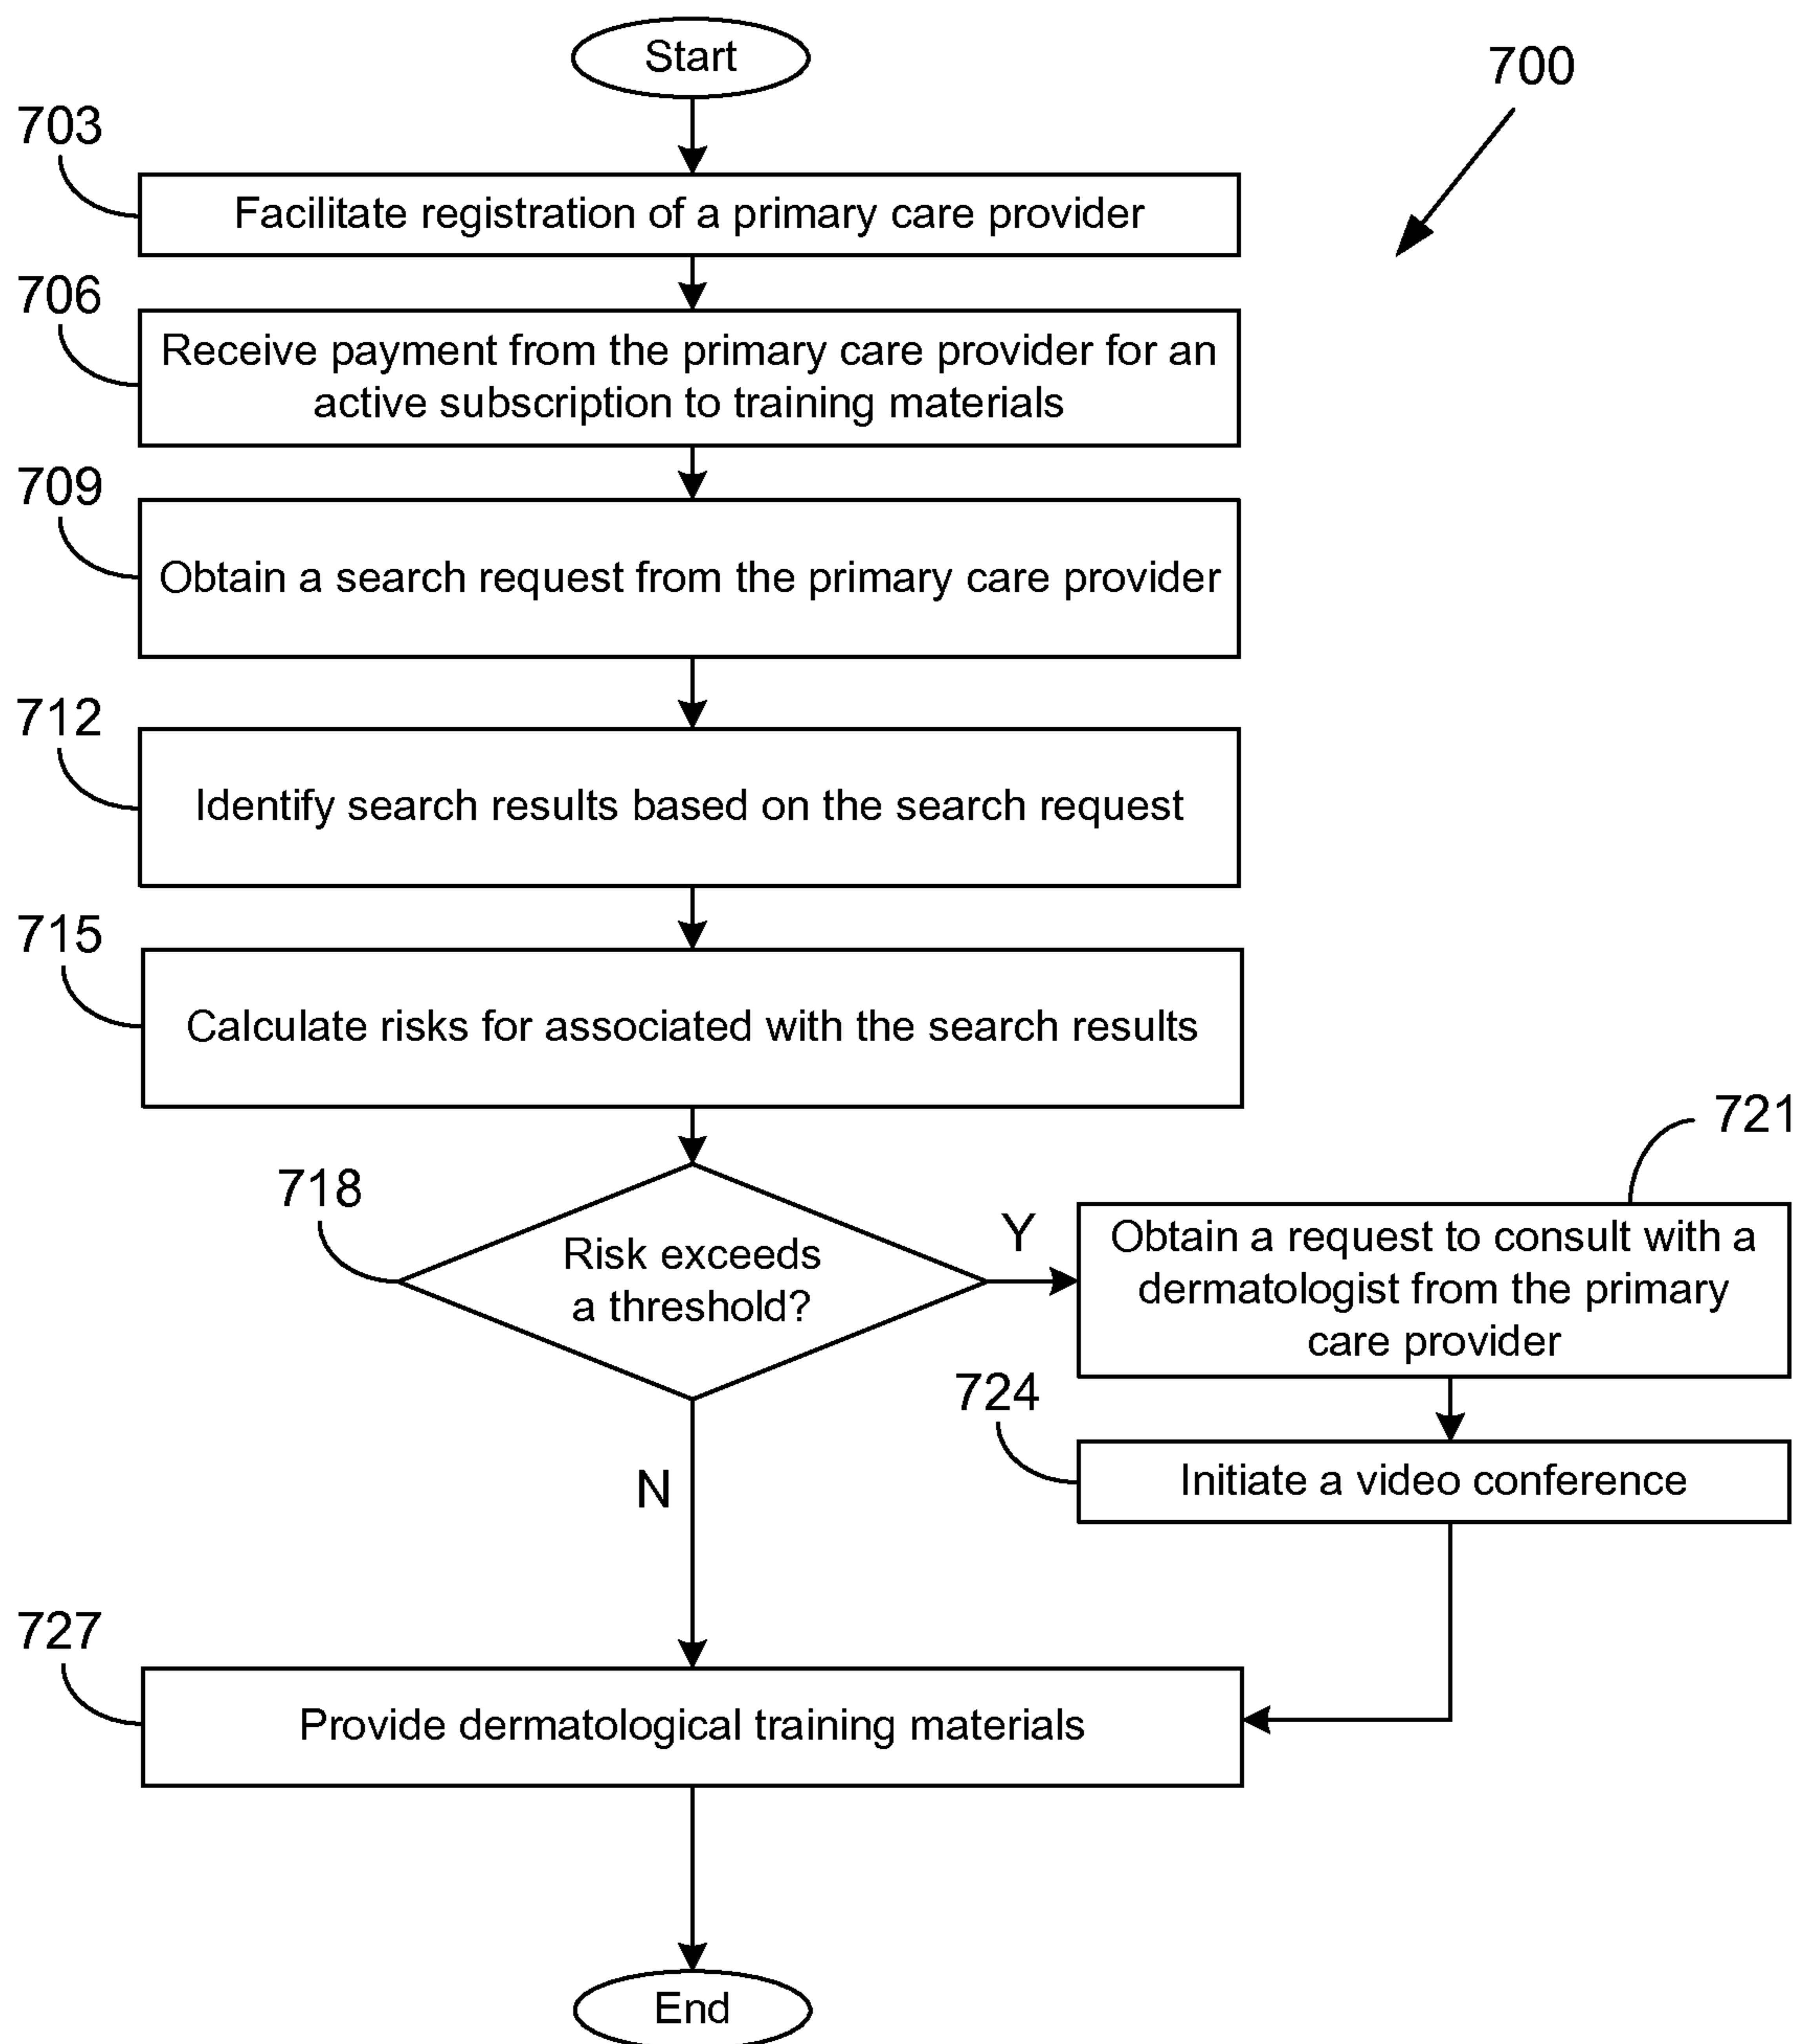 Start
700
703
Facilitate registration of a primary care provider
706
Receive payment from the primary care provider for an
active subscription to training materials
709
Obtain a search request from the primary care provider
712
Identify search results based on the search request
715
Calculate risks for associated with the search results
718
Risk exceeds
a threshold?
Y
721
Obtain a request to consult with a
dermatologist from the primary
care provider
724
Initiate a video conference
N
727
Provide dermatological training materials
End